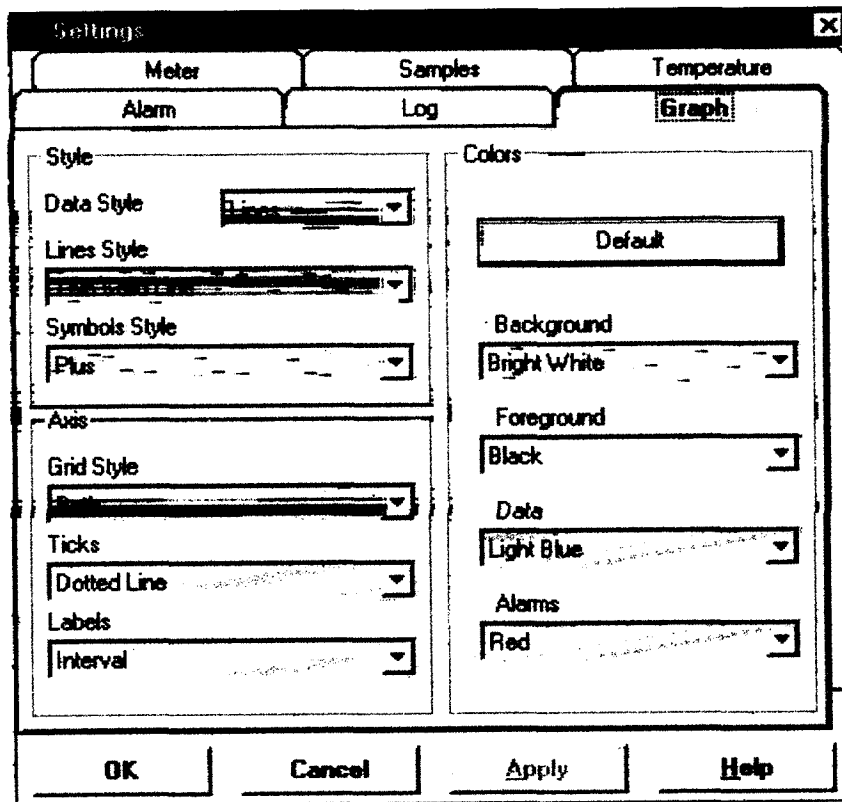 Settings
Meter Samples Temperature
Alarm Log Graph
Style
Data Style Lines
Lines Style
Symbols Style
Plus
Axis
Grid Style
Both
Ticks
Dotted Line
Labels
Interval
Colors
Default
Background
Bright White
Foreground
Black
Data
Light Blue
Alarms
Red
OK Cancel Apply Help